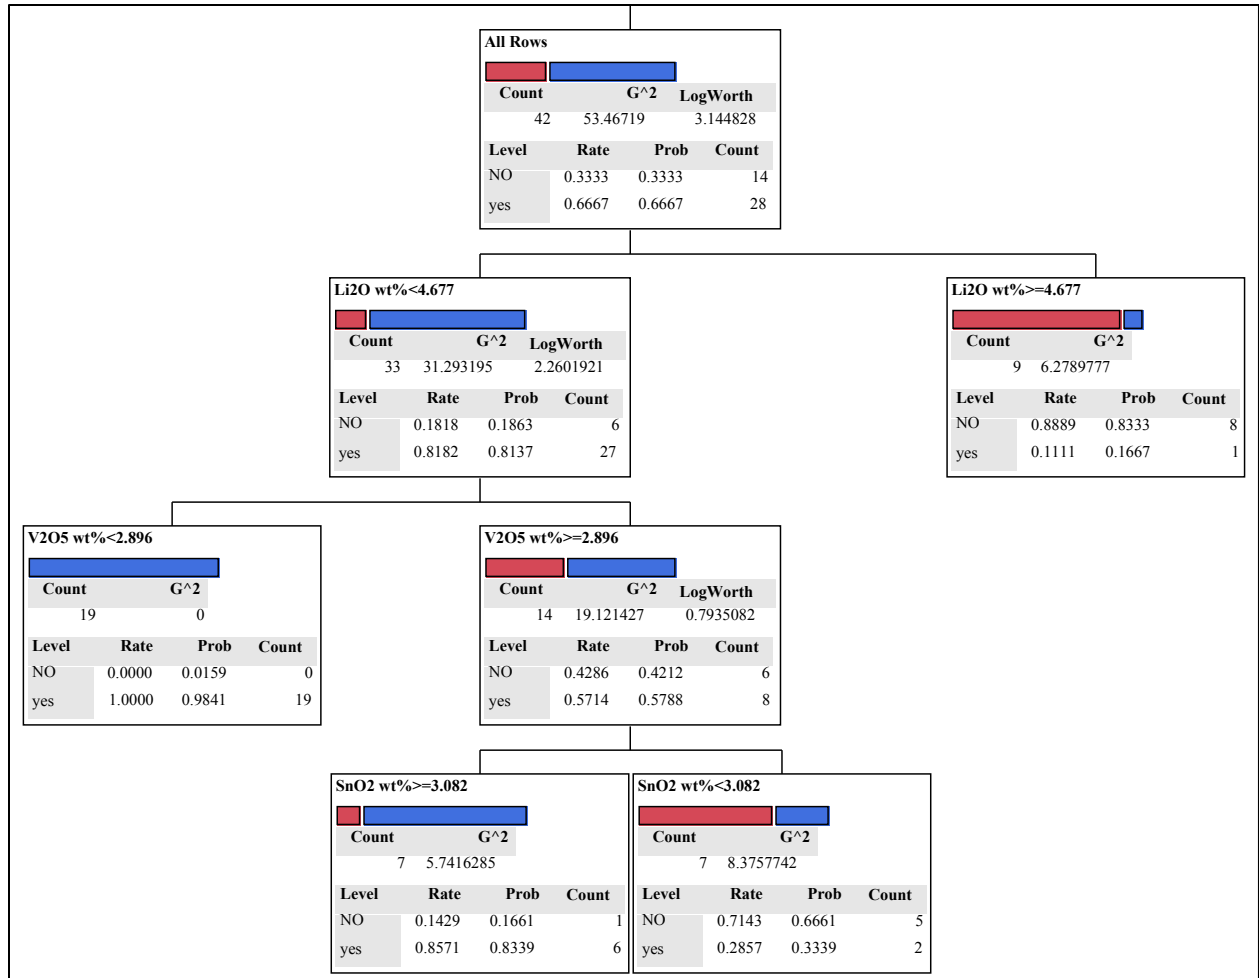 All Rows
Count G^2 LogWorth
42 53.46719 3.144828
Level Rate Prob Count
NO 0.3333 0.3333 14
yes 0.6667 0.6667 28
Li2O wt%<4.677
Count G^2 LogWorth
33 31.293195 2.2601921
Level Rate Prob Count
NO 0.1818 0.1863 6
yes 0.8182 0.8137 27
Li2O wt%>=4.677
Count G^2
9 6.2789777
Level Rate Prob Count
NO 0.8889 0.8333 8
yes 0.1111 0.1667 1
V2O5 wt%<2.896
Count G^2
19 0
Level Rate Prob Count
NO 0.0000 0.0159 0
yes 1.0000 0.9841 19
V2O5 wt%>=2.896
Count G^2 LogWorth
14 19.121427 0.7935082
Level Rate Prob Count
NO 0.4286 0.4212 6
yes 0.5714 0.5788 8
SnO2 wt%>=3.082
Count G^2
7 5.7416285
Level Rate Prob Count
NO 0.1429 0.1661 1
yes 0.8571 0.8339 6
SnO2 wt%<3.082
Count G^2
7 8.3757742
Level Rate Prob Count
NO 0.7143 0.6661 5
yes 0.2857 0.3339 2